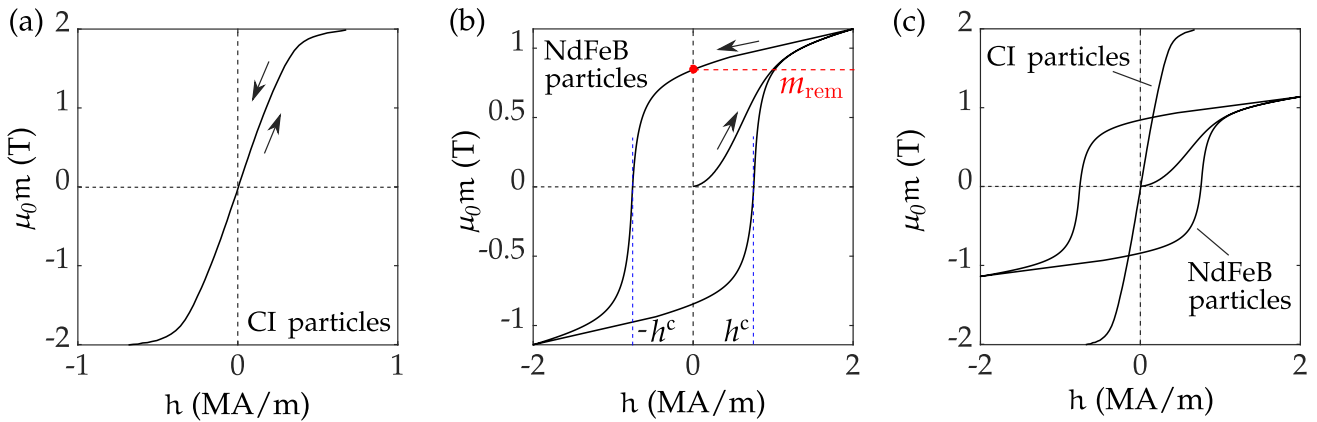 (a)
2
1
0
-1
-2
-1
0
1
μ₀m (T)
h (MA/m)
CI particles
(b)
1
0.5
0
-0.5
-1
-2
0
2
μ₀m (T)
h (MA/m)
NdFeB
particles
m_rem
-hᶜ
hᶜ
(c)
2
1
0
-1
-2
-2
0
2
μ₀m (T)
h (MA/m)
CI particles
NdFeB
particles